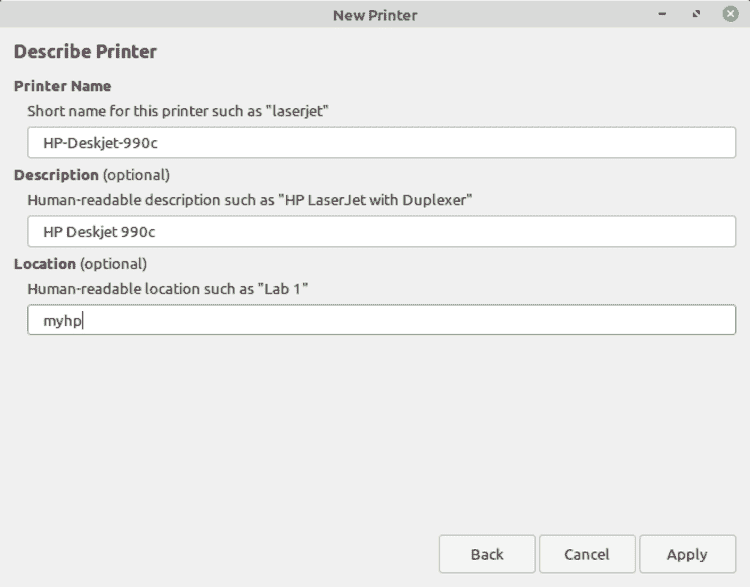 New Printer
Describe Printer
Printer Name
Short name for this printer such as "laserjet"
HP-Deskjet-990c
Description (optional)
Human-readable description such as "HP LaserJet with Duplexer"
HP Deskjet 990c
Location (optional)
Human-readable location such as "Lab 1"
myhp
Back Cancel Apply